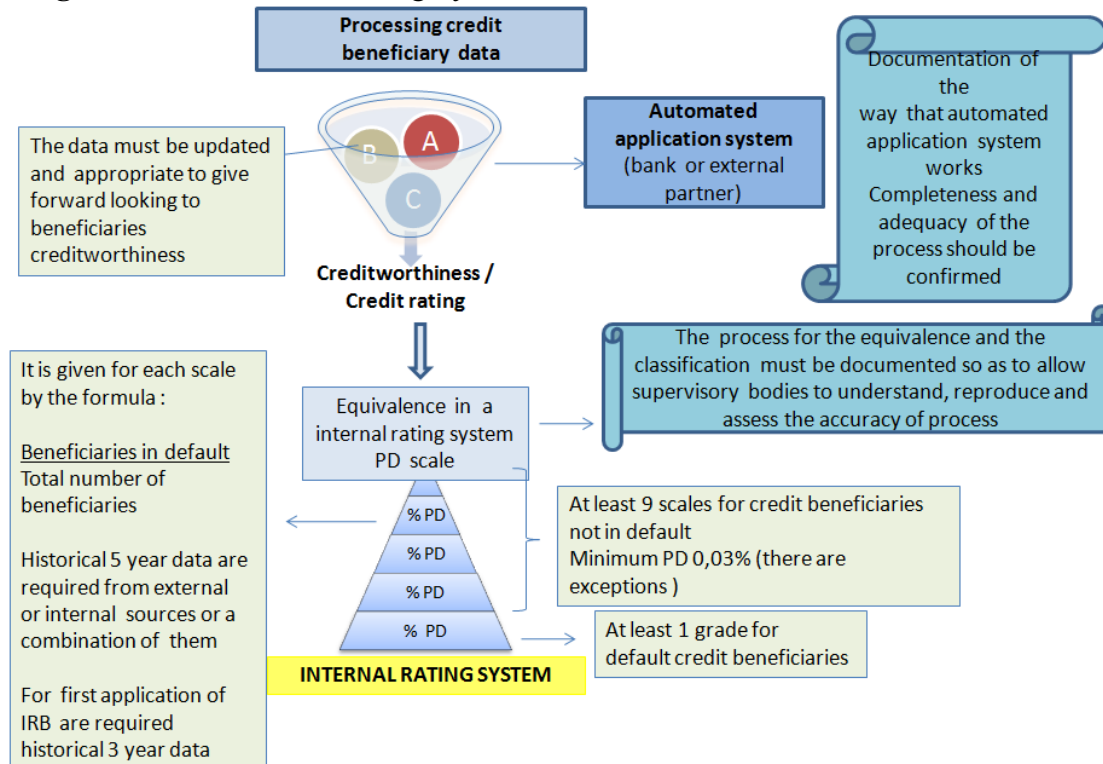 Processing credit
beneficiary data
The data must be updated
and appropriate to give
forward looking to
beneficiaries
creditworthiness
B
A
C
Automated
application system
(bank or external
partner)
Documentation of
the
way that automated
application system
works
Completeness and
adequacy of the
process should be
confirmed
Creditworthiness /
Credit rating
The process for the equivalence and the
classification must be documented so as to allow
supervisory bodies to understand, reproduce and
assess the accuracy of process
It is given for each scale
by the formula :
Beneficiaries in default
Total number of
beneficiaries
Historical 5 year data are
required from external
or internal sources or a
combination of them
For first application of
IRB are required
historical 3 year data
Equivalence in a
internal rating system
PD scale
% PD
% PD
% PD
% PD
At least 9 scales for credit beneficiaries
not in default
Minimum PD 0,03% (there are
exceptions )
At least 1 grade for
default credit beneficiaries
INTERNAL RATING SYSTEM